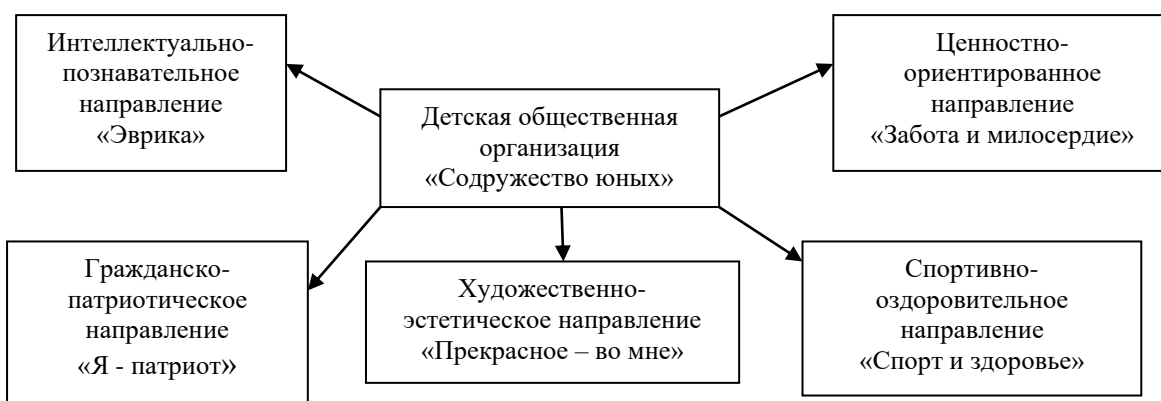 Интеллектуально-
познавательное
направление
«Эврика»
Детская общественная
организация
«Содружество юных»
Ценностно-
ориентированное
направление
«Забота и милосердие»
Гражданско-
патриотическое
направление
«Я - патриот»
Художественно-
эстетическое направление
«Прекрасное – во мне»
Спортивно-
оздоровительное
направление
«Спорт и здоровье»